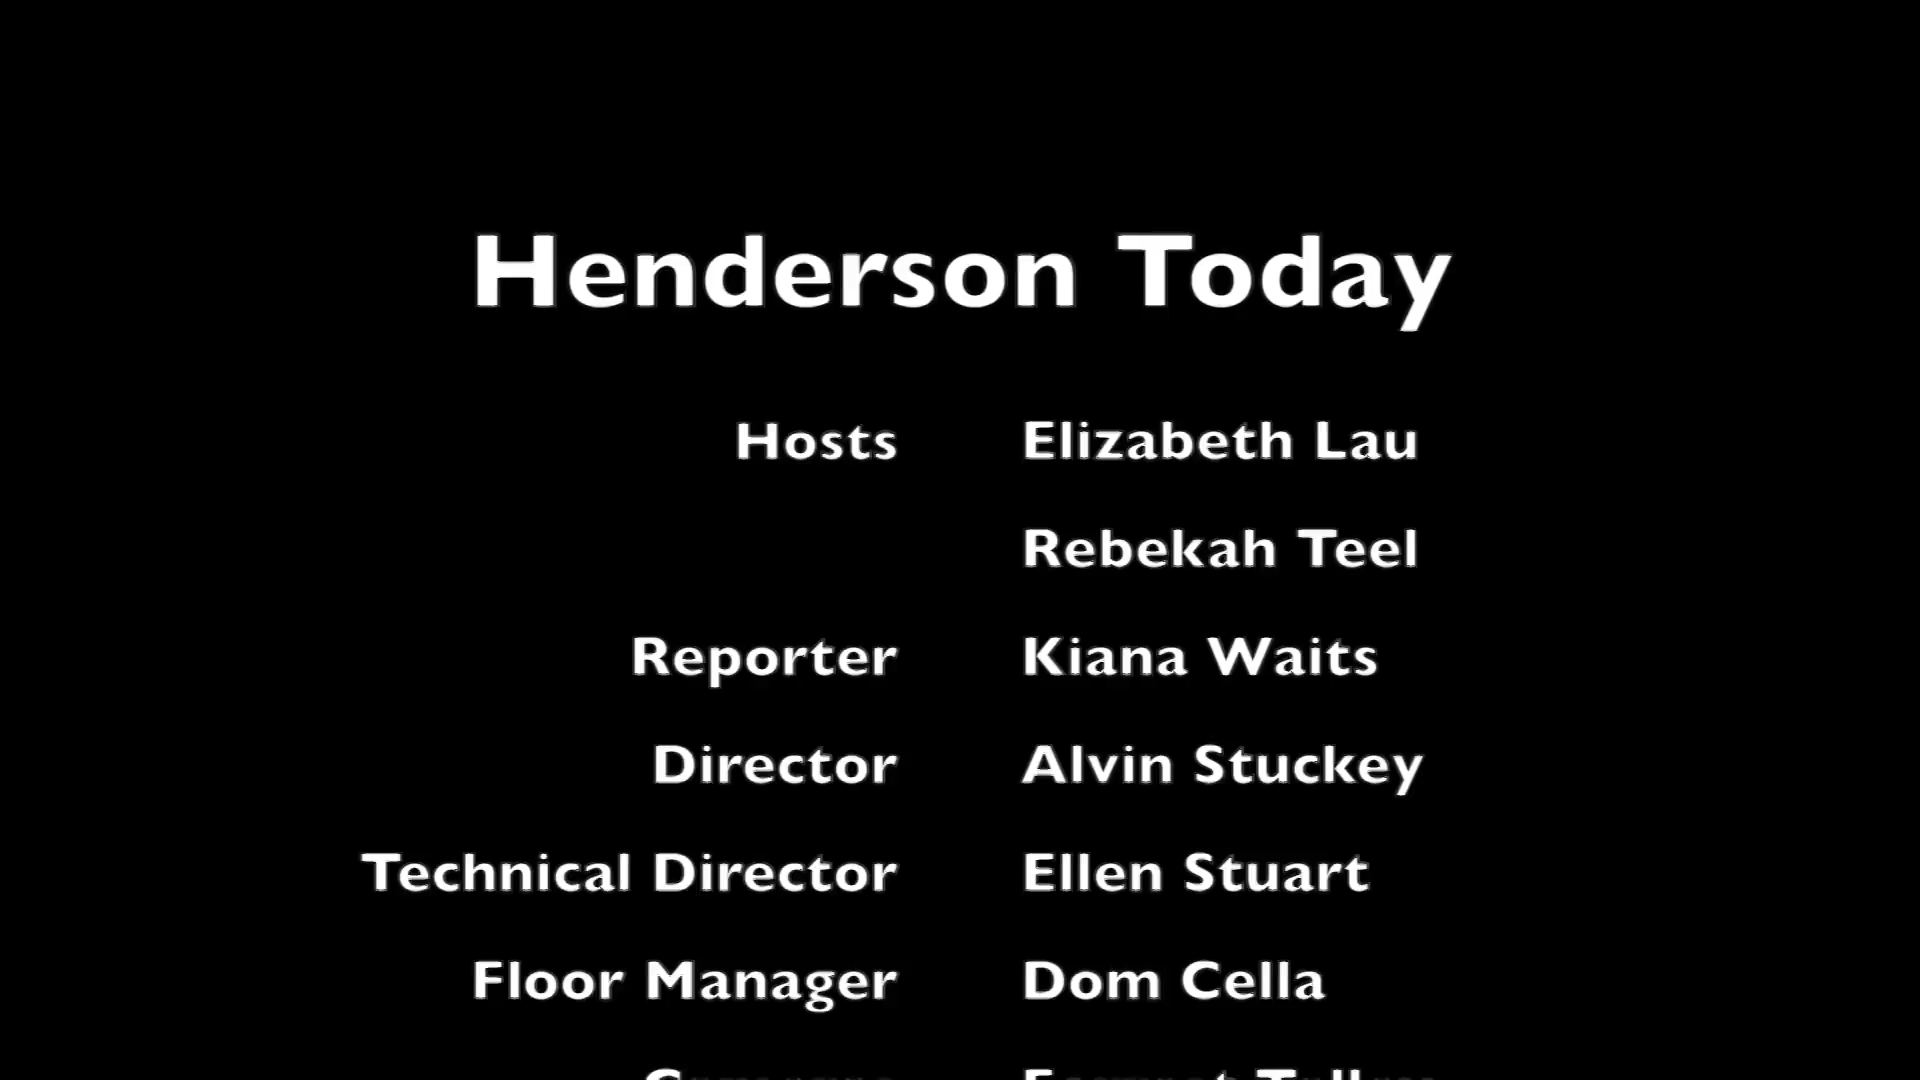 Henderson Today
Hosts Elizabeth Lau
Rebekah Teel
Reporter Kiana Waits
Director Alvin Stuckey
Technical Director Ellen Stuart
Floor Manager Dom Cella